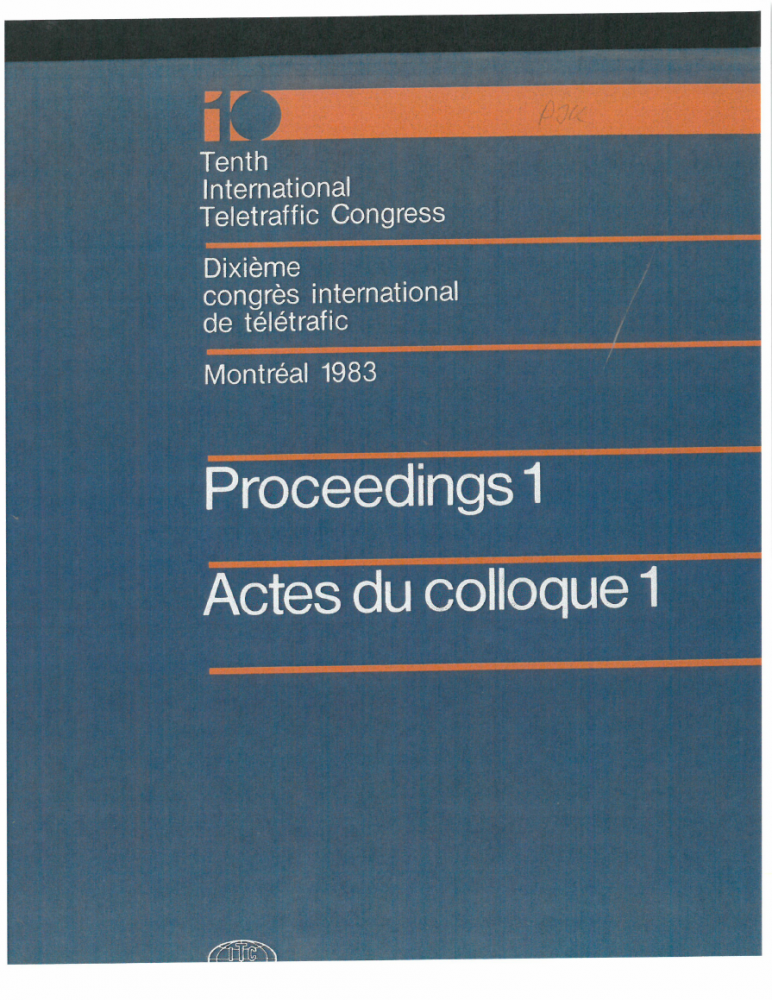 10
Tenth
International
Teletraffic Congress
Dixième
congrès international
de télétrafic
Montréal 1983
Proceedings 1
Actes du colloque 1
ITC